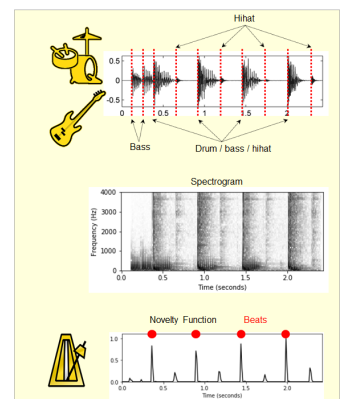 Hihat
0.5
0
-0.5
0 0.5 1 1.5 2
Bass Drum / bass / hihat
Spectrogram
Frequency (Hz)
4000
3000
2000
1000
0
0.0 0.5 1.0 1.5 2.0
Time (seconds)
Novelty Function Beats
1.0
0.5
0.0
0.0 0.5 1.0 1.5 2.0
Time (seconds)